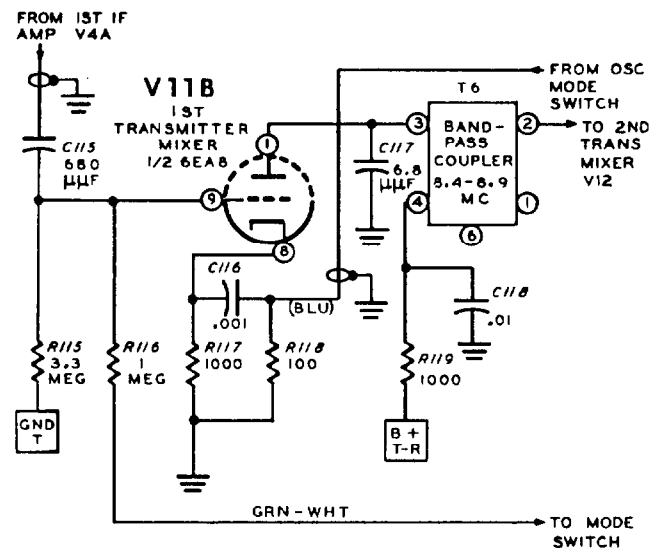 FROM 1ST IF
AMP V4A
C115
680
µµF
V11B
1ST
TRANSMITTER
MIXER
1/2 6EA8
1
9
8
C117
6.8
µµF
T6
3
BAND-
PASS
COUPLER
8.4-8.9
MC
2
4
1
6
FROM OSC
MODE
SWITCH
TO 2ND
TRANS
MIXER
V12
C116
.001
(BLU)
C118
.01
R115
3.3
MEG
R116
1
MEG
R117
1000
R118
100
R119
1000
GND
T
B+
T-R
GRN-WHT
TO MODE
SWITCH